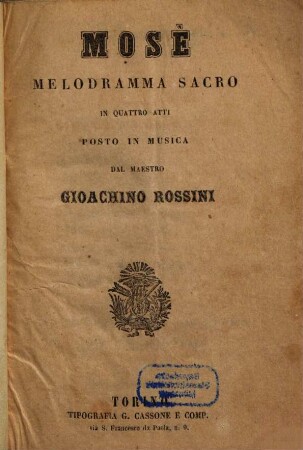 MOSÈ
MELODRAMMA SACRO
IN QUATTRO ATTI
POSTO IN MUSICA
DAL MAESTRO
GIOACHINO ROSSINI
TORINO
TIPOGRAFIA G. CASSONE E COMP.
via S. Francesco da Paola, n. 9.